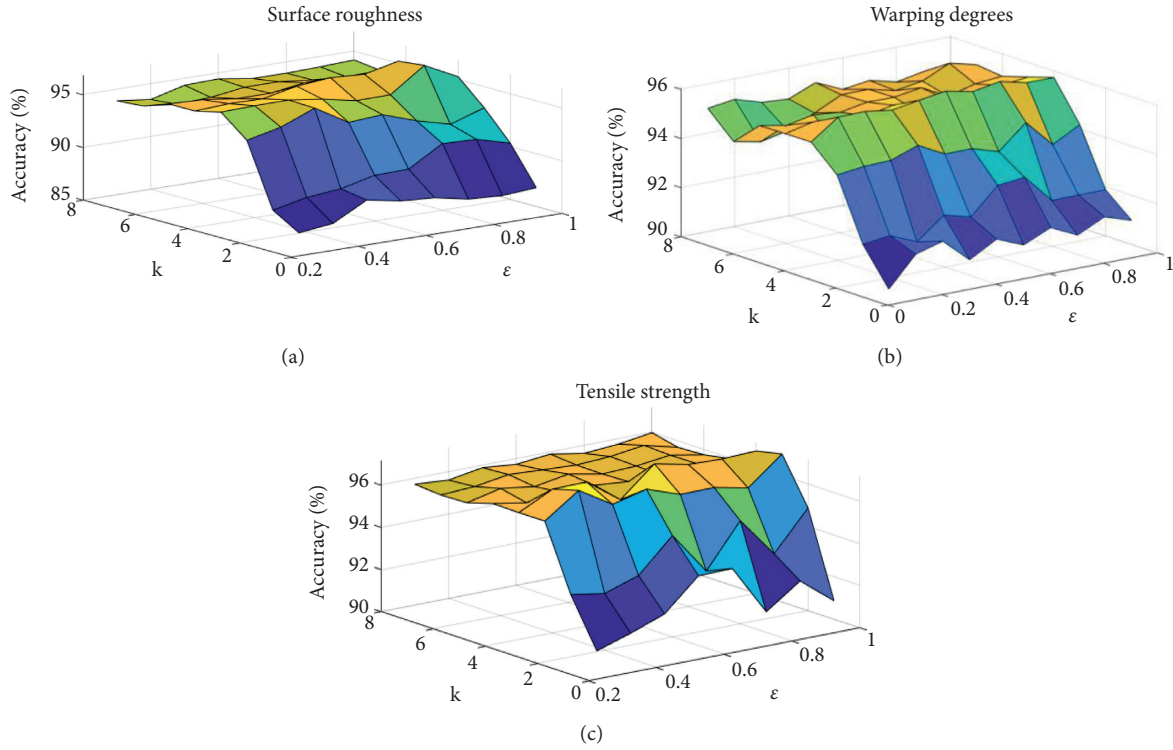 Surface roughness
Accuracy (%)
95
90
85
8
6
4
2
0
k
0.2
0.4
0.6
0.8
1
ε
(a)
Warping degrees
Accuracy (%)
96
94
92
90
8
6
4
2
0
k
0
0.2
0.4
0.6
0.8
1
ε
(b)
Tensile strength
Accuracy (%)
96
94
92
90
8
6
4
2
0
k
0.2
0.4
0.6
0.8
1
ε
(c)